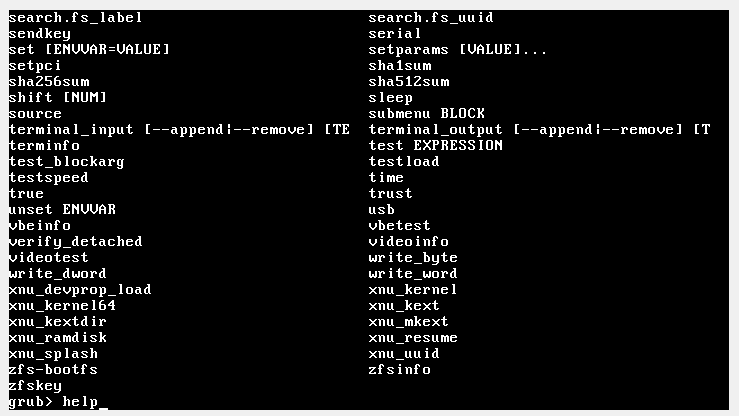 search.fs_label search.fs_uuid
sendkey serial
set [ENVVAR=VALUE] setparams [VALUE]...
setpci sha1sum
sha256sum sha512sum
shift [NUM] sleep
source submenu BLOCK
terminal_input [--append|--remove] [TE terminal_output [--append|--remove] [T
terminfo test EXPRESSION
test_blockarg testload
testspeed time
true trust
unset ENVVAR usb
vbeinfo vbetest
verify_detached videoinfo
videotest write_byte
write_dword write_word
xnu_devprop_load xnu_kernel
xnu_kernel64 xnu_kext
xnu_kextdir xnu_mkext
xnu_ramdisk xnu_resume
xnu_splash xnu_uuid
zfs-bootfs zfsinfo
zfskey
grub> help_